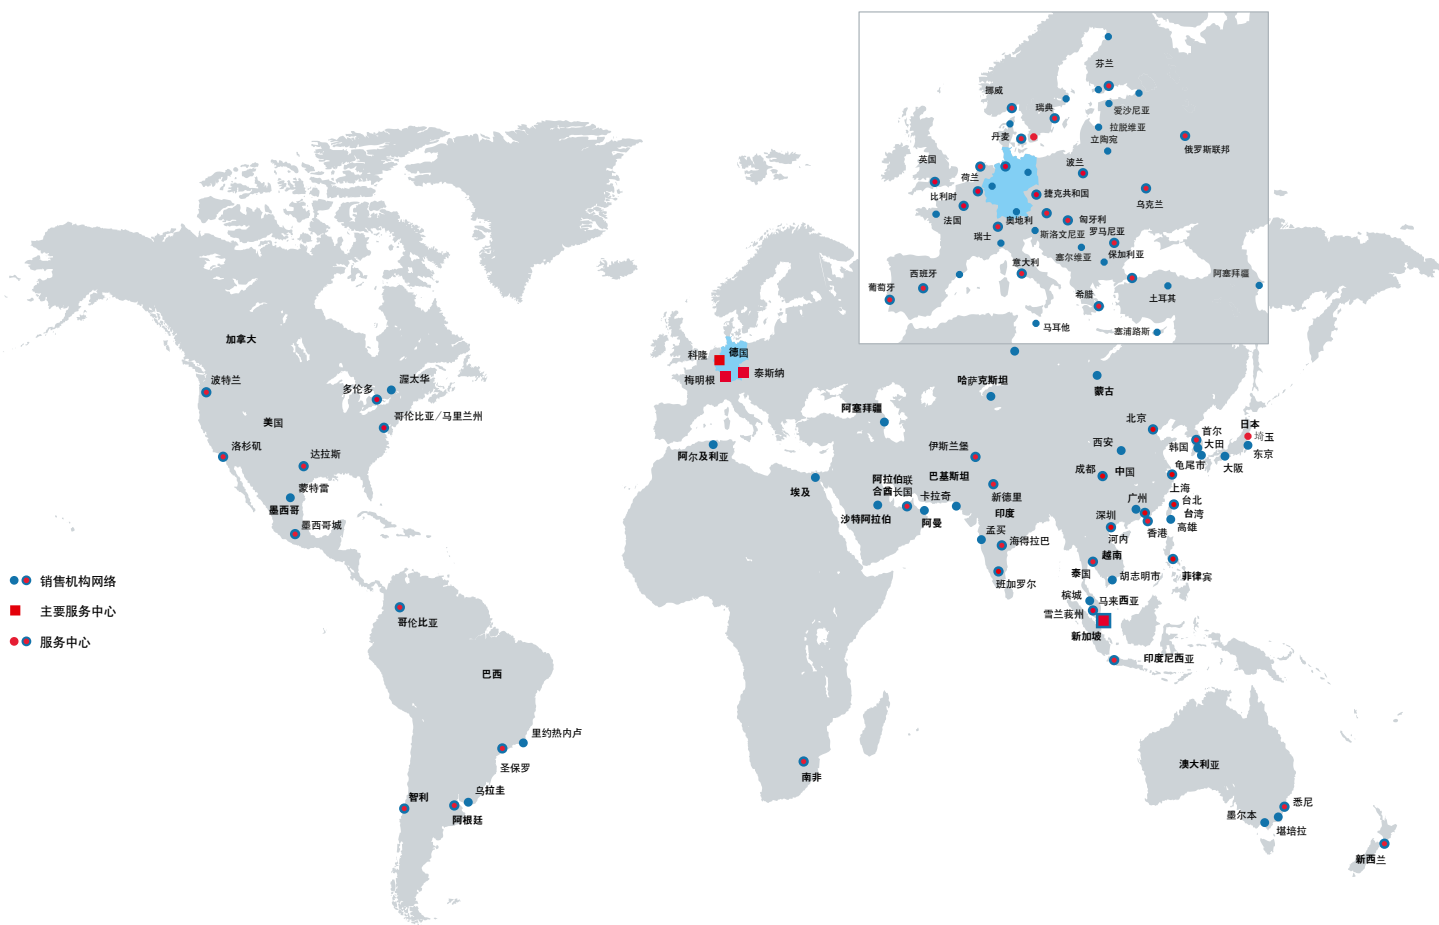 芬兰
挪威
瑞典
爱沙尼亚
拉脱维亚
丹麦
立陶宛
俄罗斯联邦
英国
荷兰
波兰
比利时
捷克共和国
乌克兰
法国
奥地利
匈牙利
瑞士
斯洛文尼亚
罗马尼亚
塞尔维亚
保加利亚
意大利
西班牙
阿塞拜疆
葡萄牙
希腊
土耳其
马耳他
塞浦路斯
加拿大
科隆
德国
梅明根
泰斯纳
波特兰
渥太华
多伦多
哥伦比亚/马里兰州
美国
洛杉矶
达拉斯
蒙特雷
墨西哥
墨西哥城
哈萨克斯坦
蒙古
阿塞拜疆
北京
首尔
日本
埼玉
伊斯兰堡
西安
韩国
大田
东京
阿尔及利亚
龟尾市
大阪
阿拉伯联
合酋长国
巴基斯坦
成都
中国
埃及
卡拉奇
新德里
上海
沙特阿拉伯
阿曼
印度
广州
台北
台湾
深圳
高雄
孟买
海得拉巴
河内
香港
越南
班加罗尔
泰国
胡志明市
菲律宾
槟城
马来西亚
雪兰莪州
新加坡
印度尼西亚
销售机构网络
主要服务中心
服务中心
哥伦比亚
巴西
里约热内卢
圣保罗
智利
乌拉圭
阿根廷
南非
澳大利亚
悉尼
墨尔本
堪培拉
新西兰